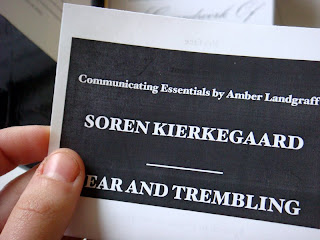 Communicating Essentials by Amber Landgraff
SOREN KIERKEGAARD
EAR AND TREMBLING